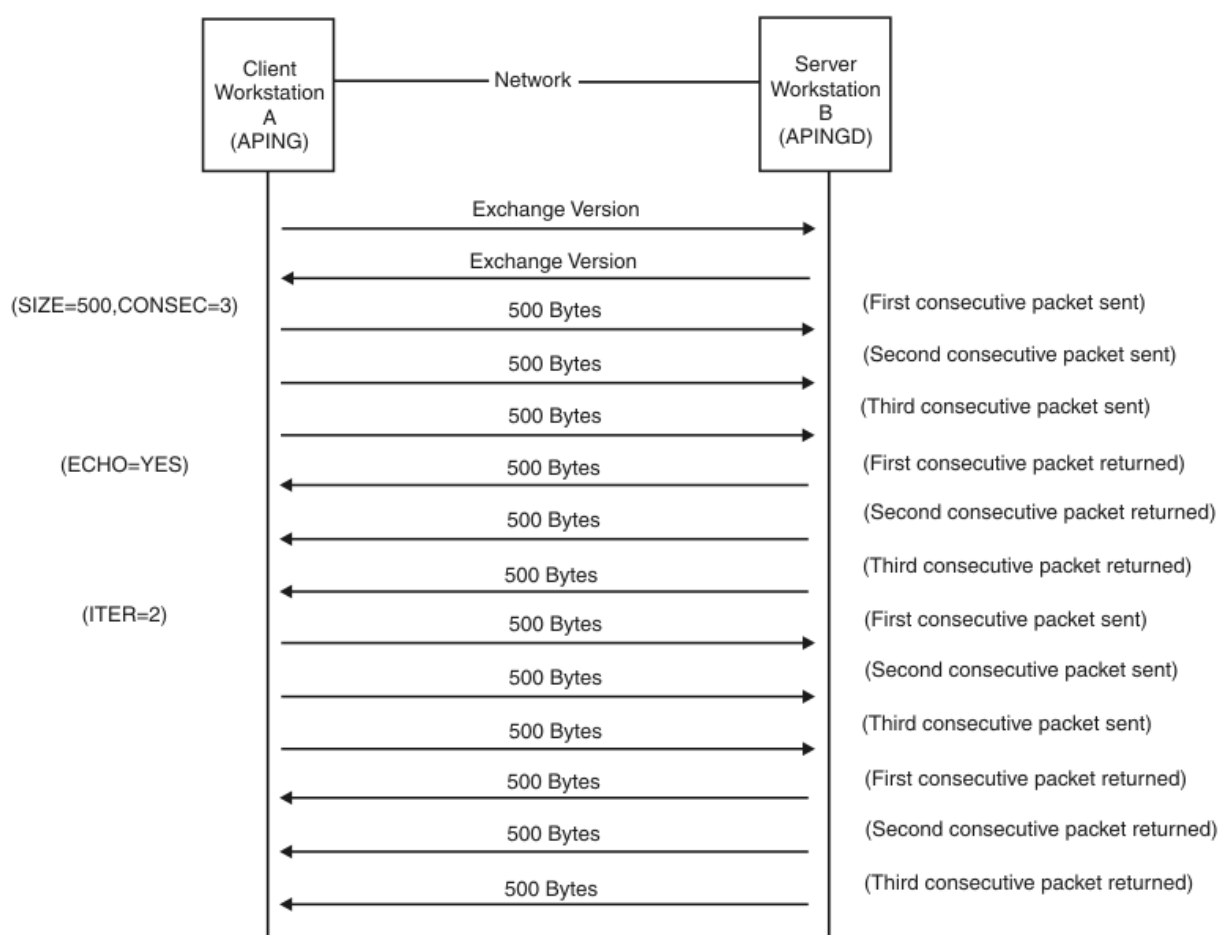 Client
Workstation
A
(APING)
Network
Server
Workstation
B
(APINGD)
Exchange Version
Exchange Version
(SIZE=500,CONSEC=3)
500 Bytes
(First consecutive packet sent)
500 Bytes
(Second consecutive packet sent)
500 Bytes
(Third consecutive packet sent)
(ECHO=YES)
500 Bytes
(First consecutive packet returned)
500 Bytes
(Second consecutive packet returned)
500 Bytes
(Third consecutive packet returned)
(ITER=2)
500 Bytes
(First consecutive packet sent)
500 Bytes
(Second consecutive packet sent)
500 Bytes
(Third consecutive packet sent)
500 Bytes
(First consecutive packet returned)
500 Bytes
(Second consecutive packet returned)
500 Bytes
(Third consecutive packet returned)